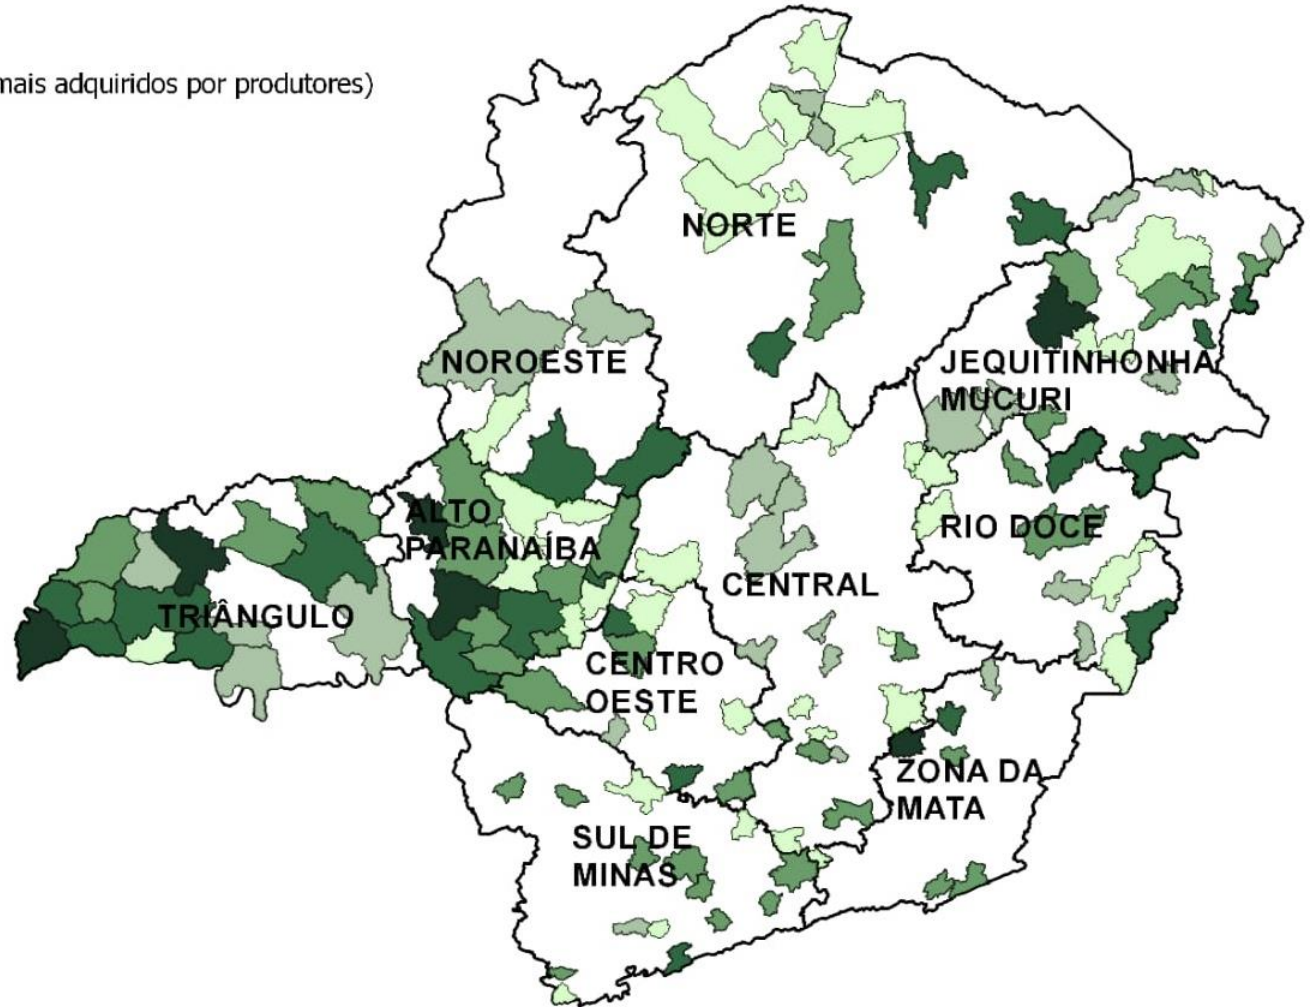 mais adquiridos por produtores)
NORTE
NOROESTE
JEQUITINHONHA
MUCURI
ALTO
PARANAÍBA
RIO DOCE
CENTRAL
TRIÂNGULO
CENTRO
OESTE
ZONA DA
MATA
SUL DE
MINAS